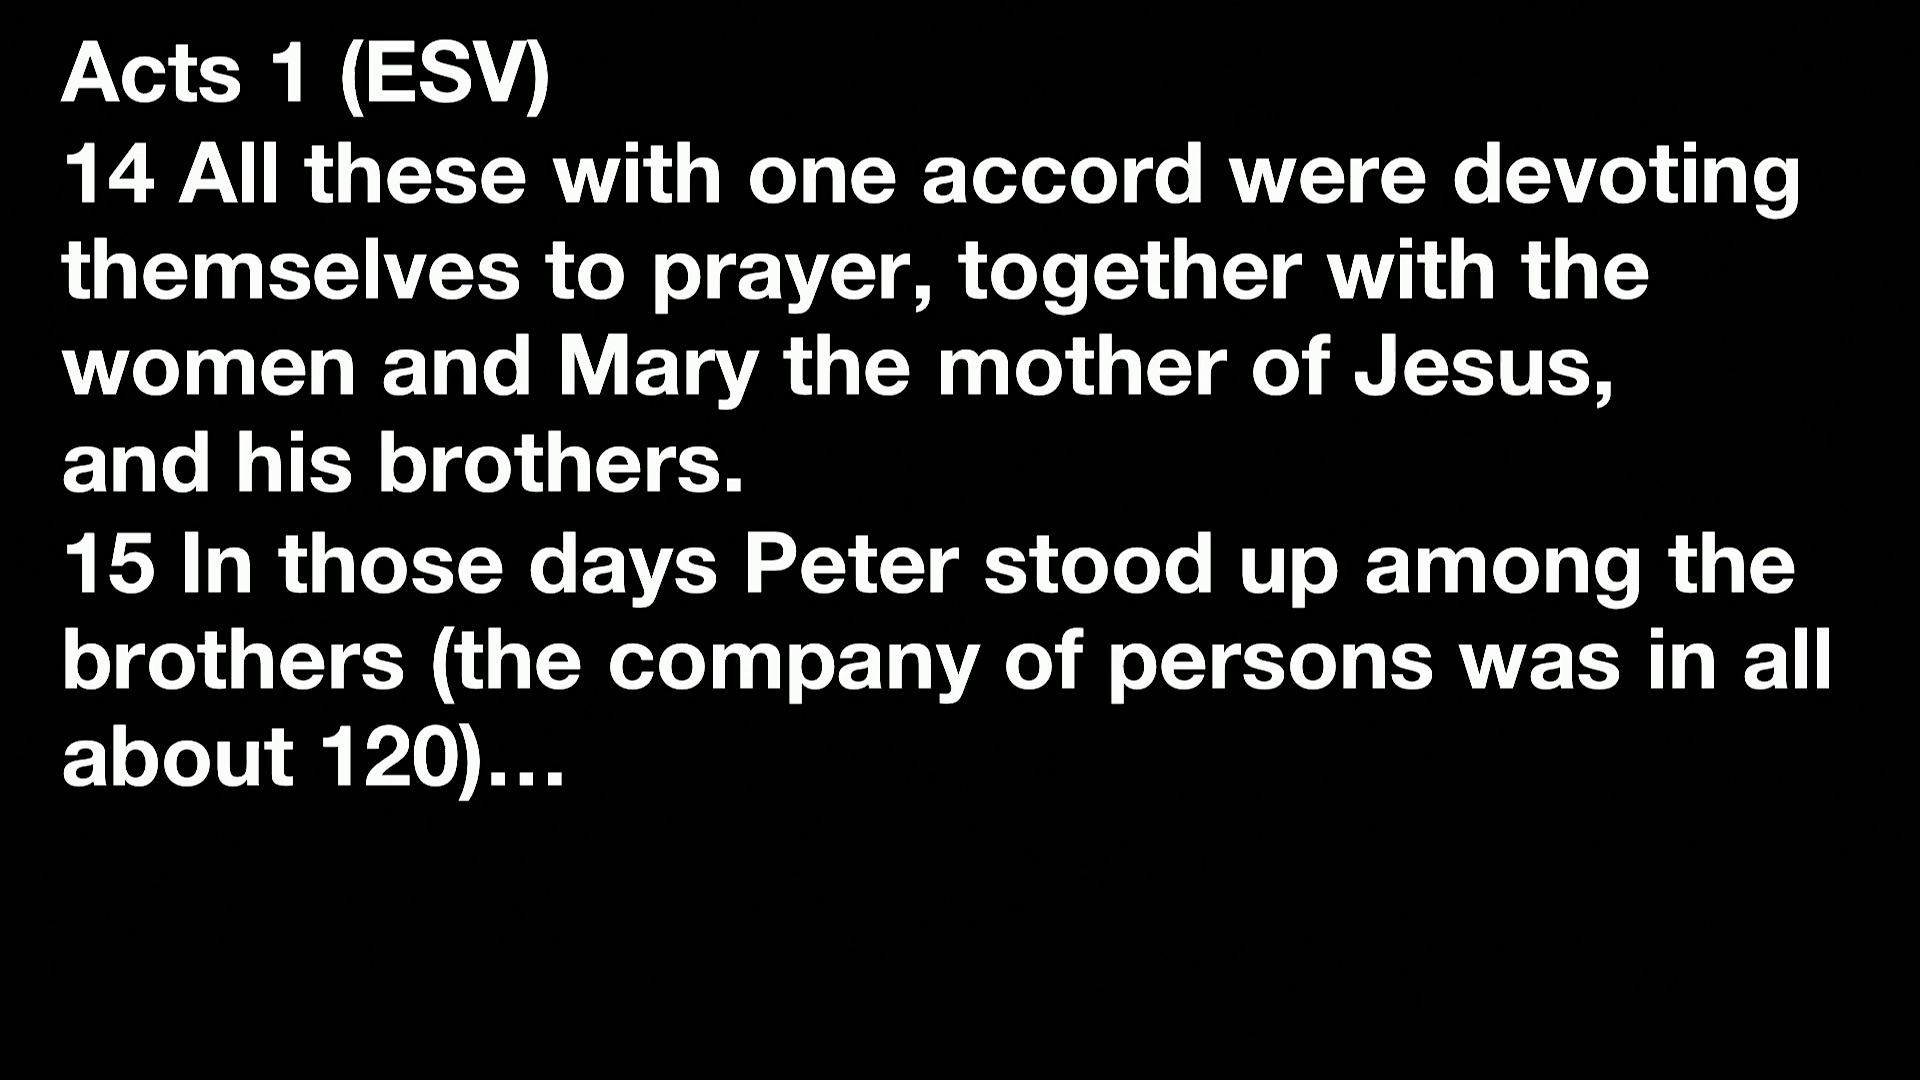 Acts 1 (ESV)
14 All these with one accord were devoting
themselves to prayer, together with the
women and Mary the mother of Jesus,
and his brothers.
15 In those days Peter stood up among the
brothers (the company of persons was in all
about 120)…